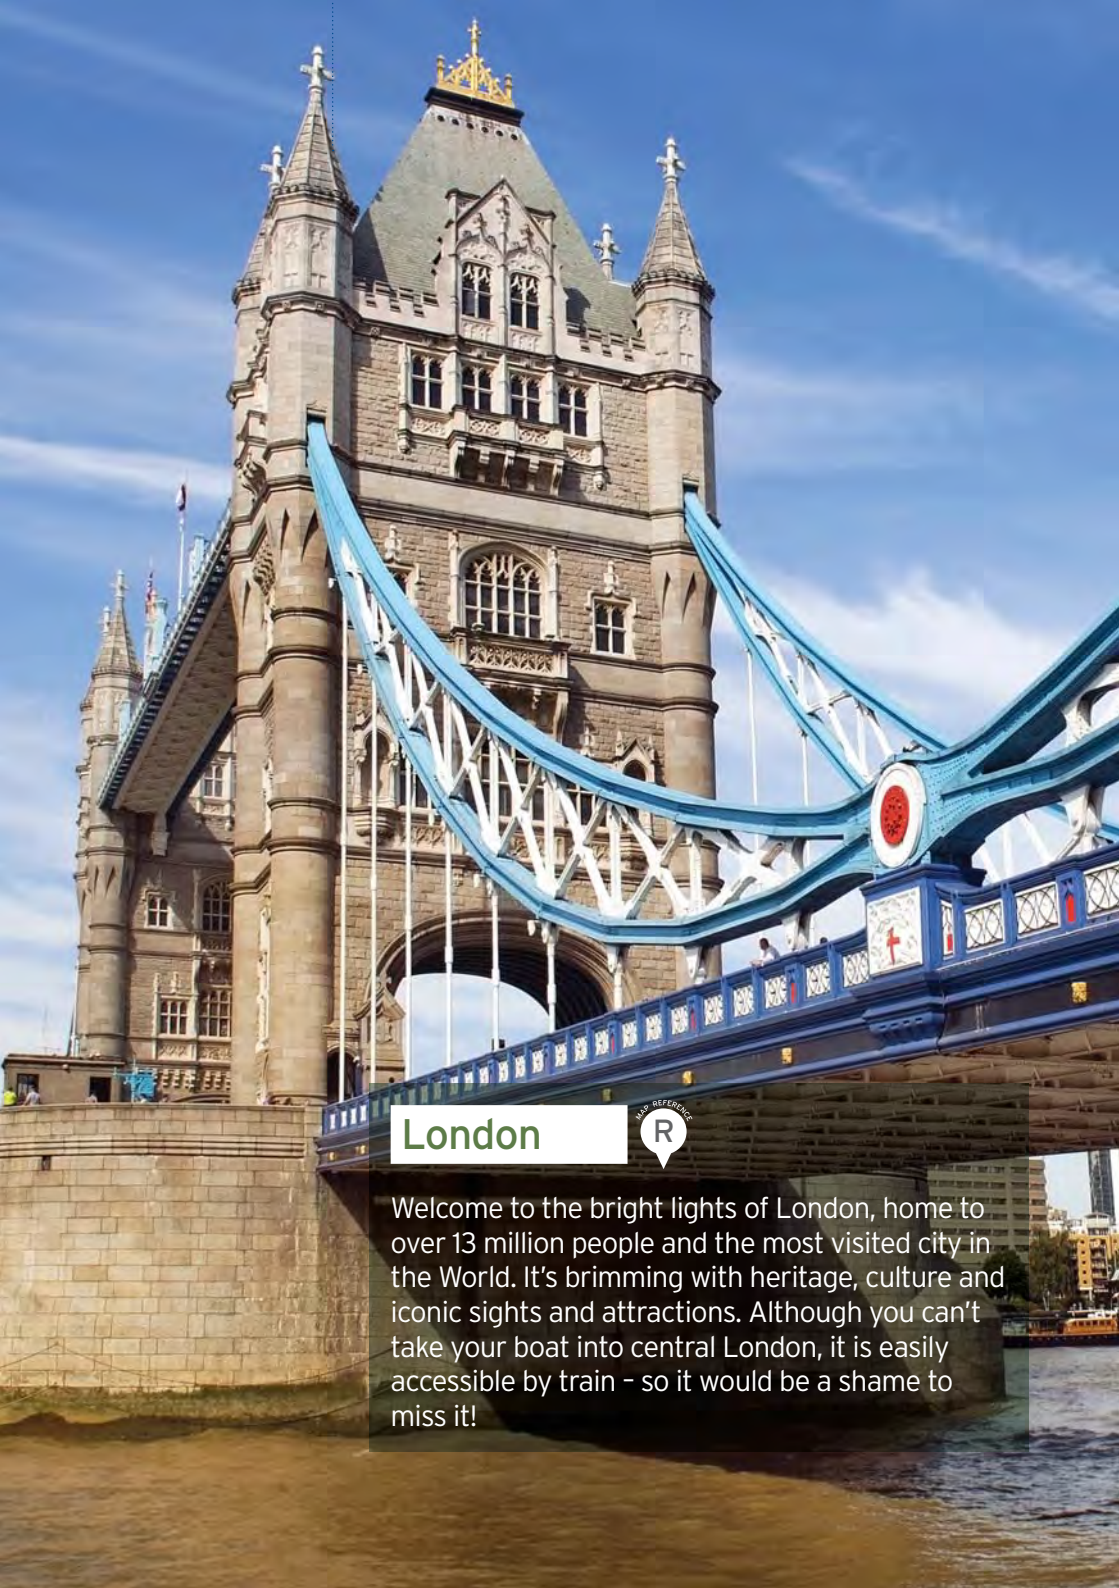 London
MAP REFERENCE
R
Welcome to the bright lights of London, home to
over 13 million people and the most visited city in
the World. It’s brimming with heritage, culture and
iconic sights and attractions. Although you can’t
take your boat into central London, it is easily
accessible by train – so it would be a shame to
miss it!